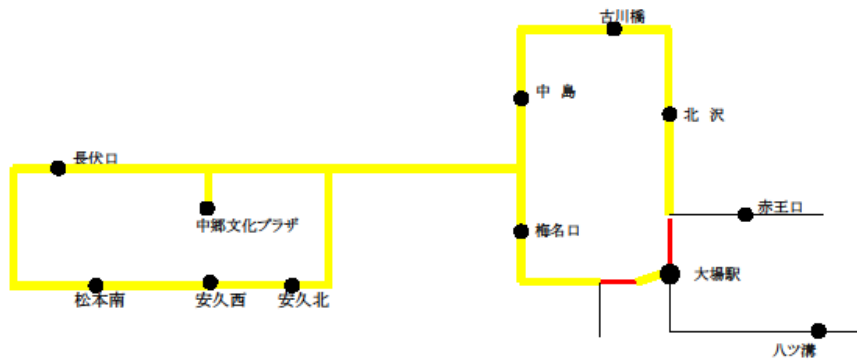 古川橋
中 島
北 沢
長伏口
赤王口
中郷文化プラザ
梅名口
大場駅
松本南
安久西
安久北
八ツ溝